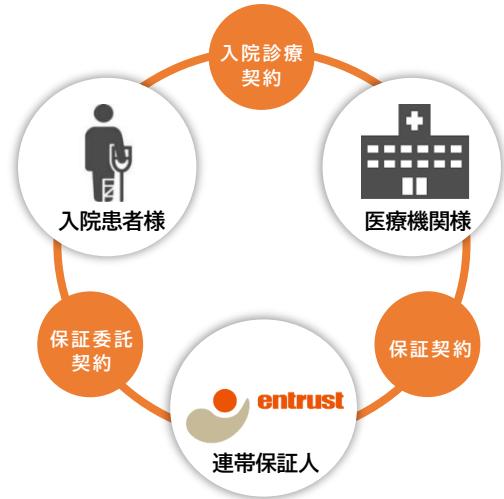 入院診療
契約
入院患者様
医療機関様
保証委託
契約
保証契約
entrust
連帯保証人